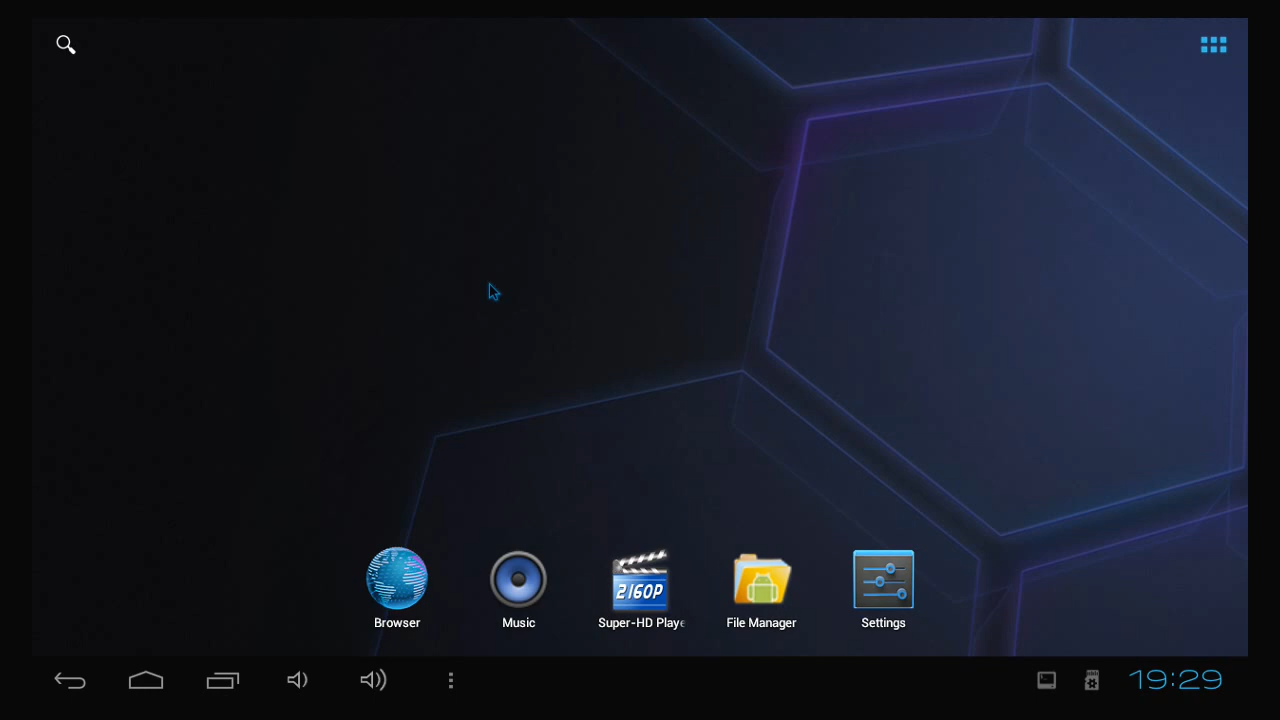 2160P
Browser
Music
Super-HD Playe
File Manager
Settings
19:29